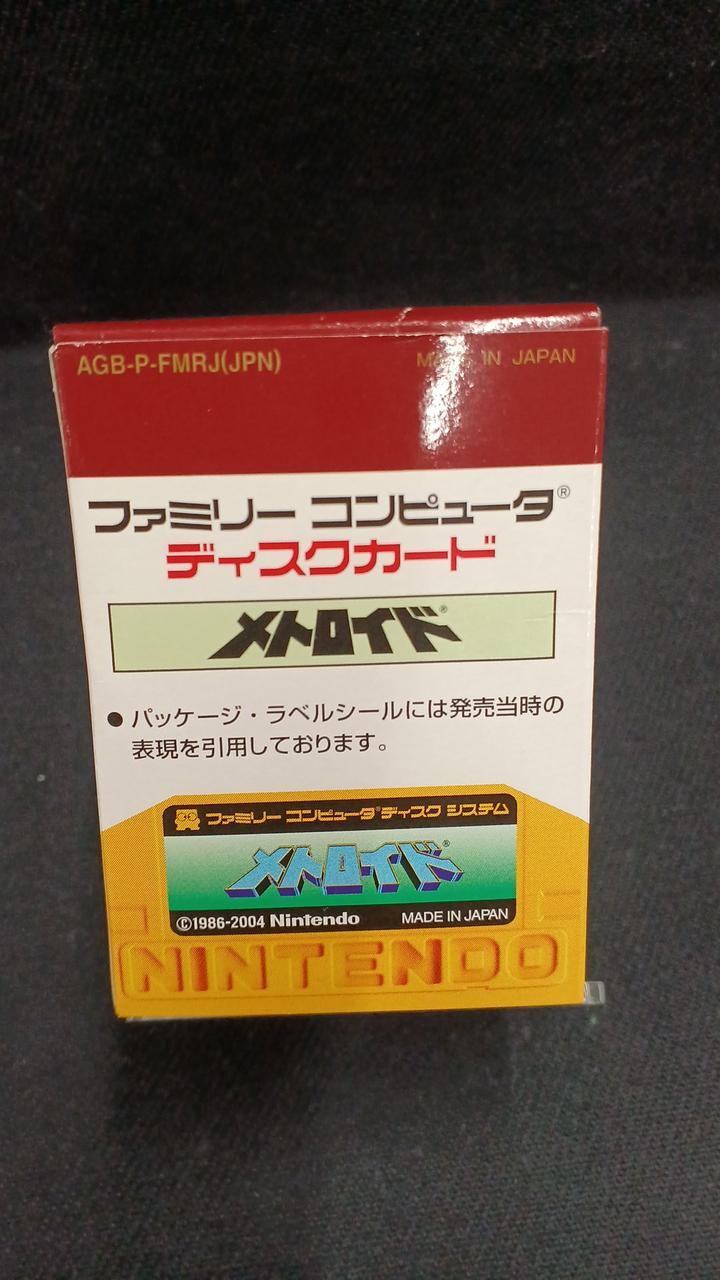 AGB-P-FMRJ(JPN)
MADE IN JAPAN
ファミリー コンピュータ®
ディスクカード
メトロイド®
● パッケージ・ラベルシールには発売当時の
表現を引用しております。
ファミリー コンピュータ®ディスク システム
メトロイド®
©1986-2004 Nintendo
MADE IN JAPAN
NINTENDO